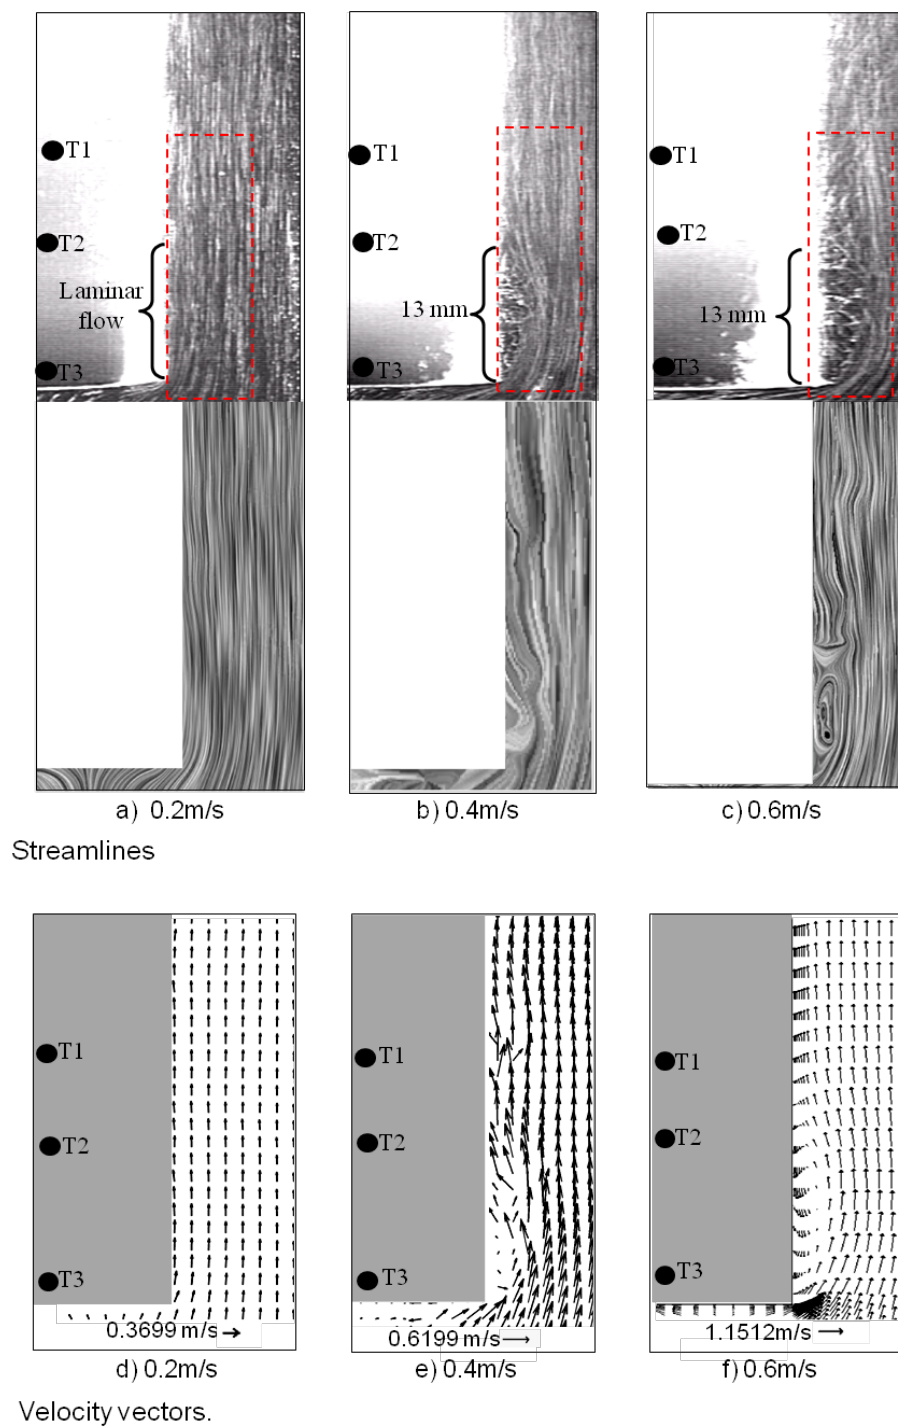 T1 T1 T1
T2 T2 T2
Laminar
flow 13 mm 13 mm
T3 T3 T3
a) 0.2m/s b) 0.4m/s c) 0.6m/s
Streamlines
T1 T1 T1
T2 T2 T2
T3 T3 T3
0.3699 m/s 0.6199 m/s 1.1512m/s
d) 0.2m/s e) 0.4m/s f) 0.6m/s
Velocity vectors.